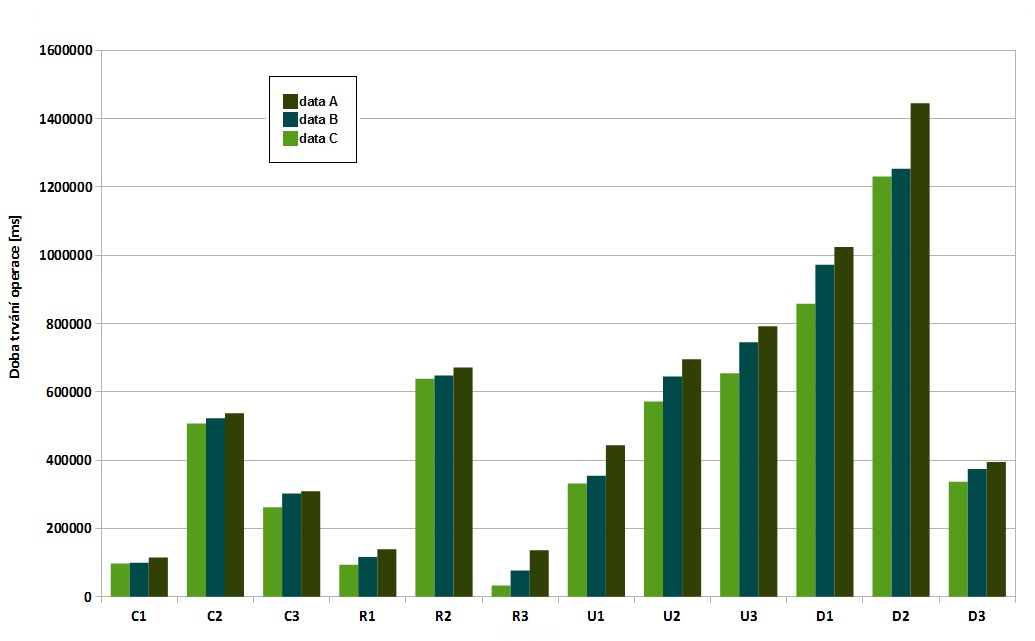 1600000
1400000
1200000
1000000
800000
600000
400000
200000
0
Doba trvání operace [ms]
data A
data B
data C
C1 C2 C3 R1 R2 R3 U1 U2 U3 D1 D2 D3